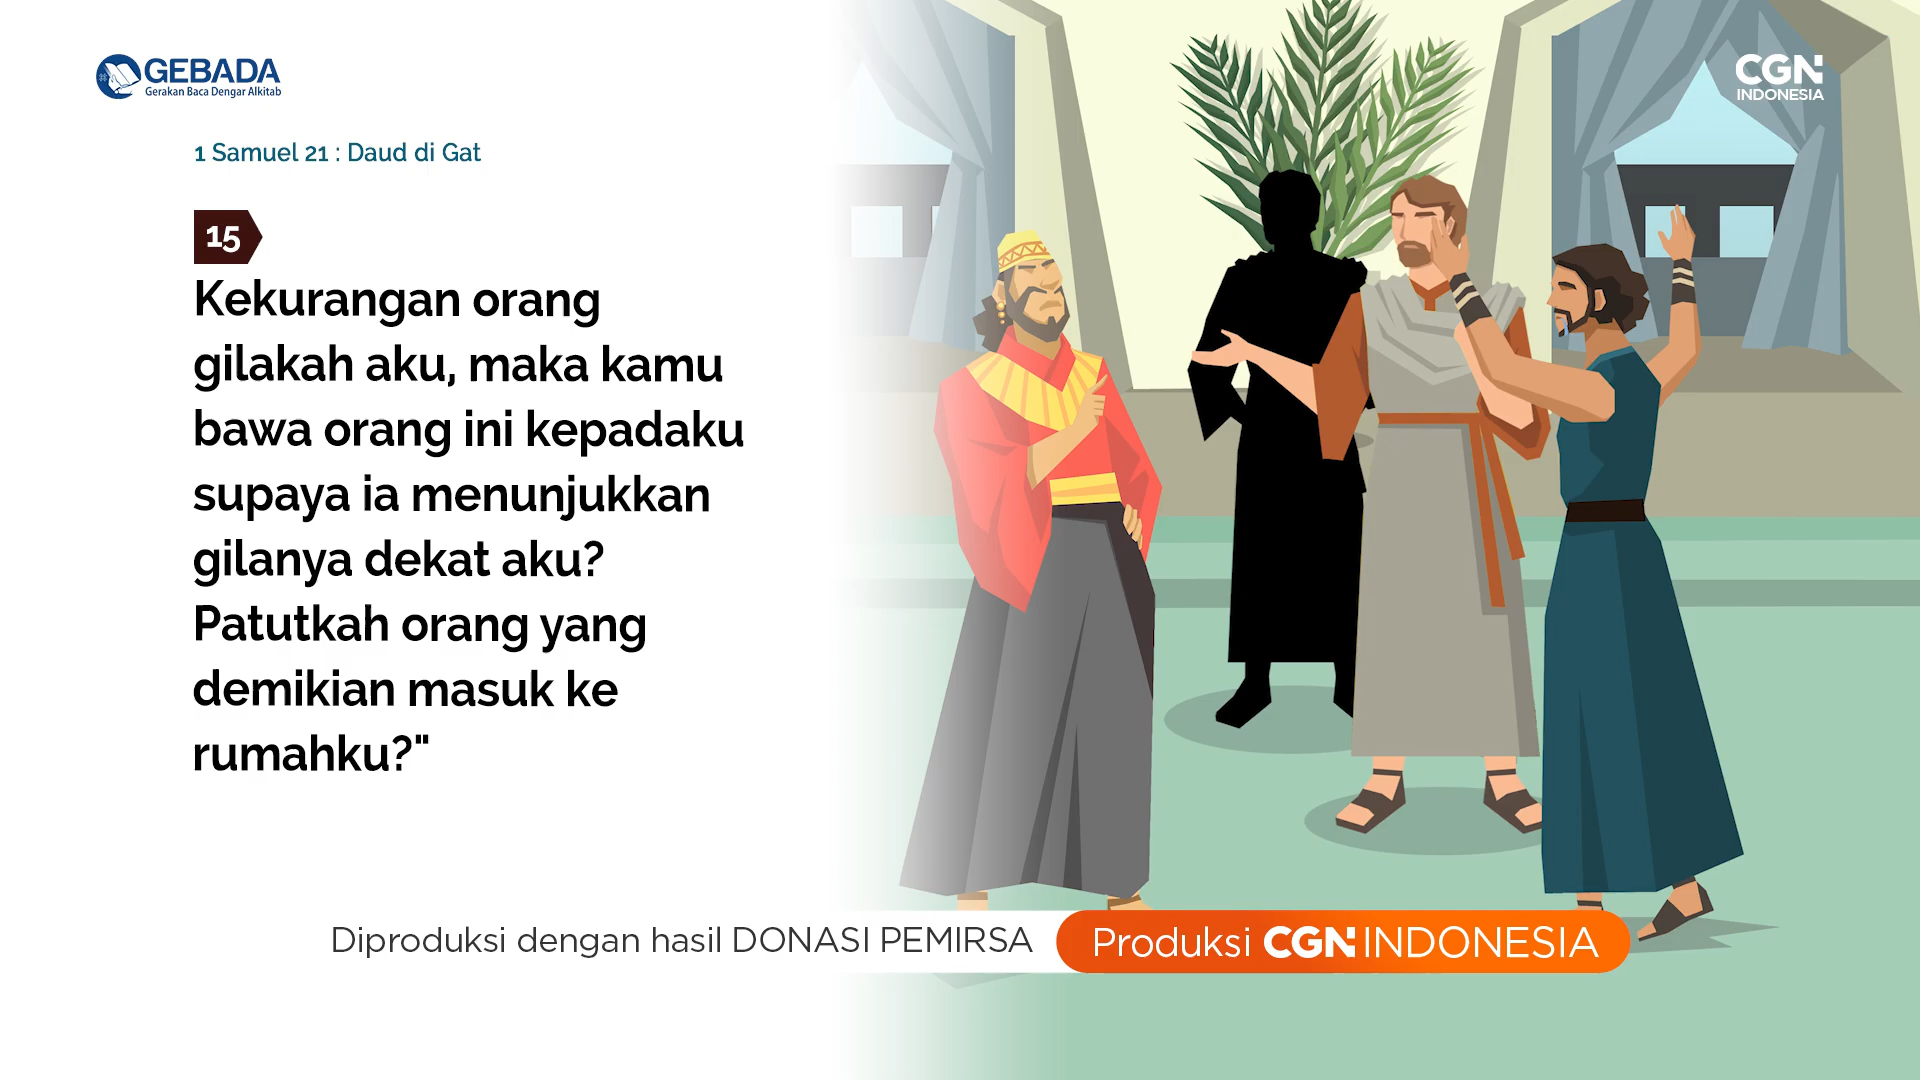 GEBADA
Gerakan Baca Dengar Alkitab
CGN
INDONESIA
1 Samuel 21 : Daud di Gat
15
Kekurangan orang
gilakah aku, maka kamu
bawa orang ini kepadaku
supaya ia menunjukkan
gilanya dekat aku?
Patutkah orang yang
demikian masuk ke
rumahku?"
Diproduksi dengan hasil DONASI PEMIRSA
Produksi CGN INDONESIA